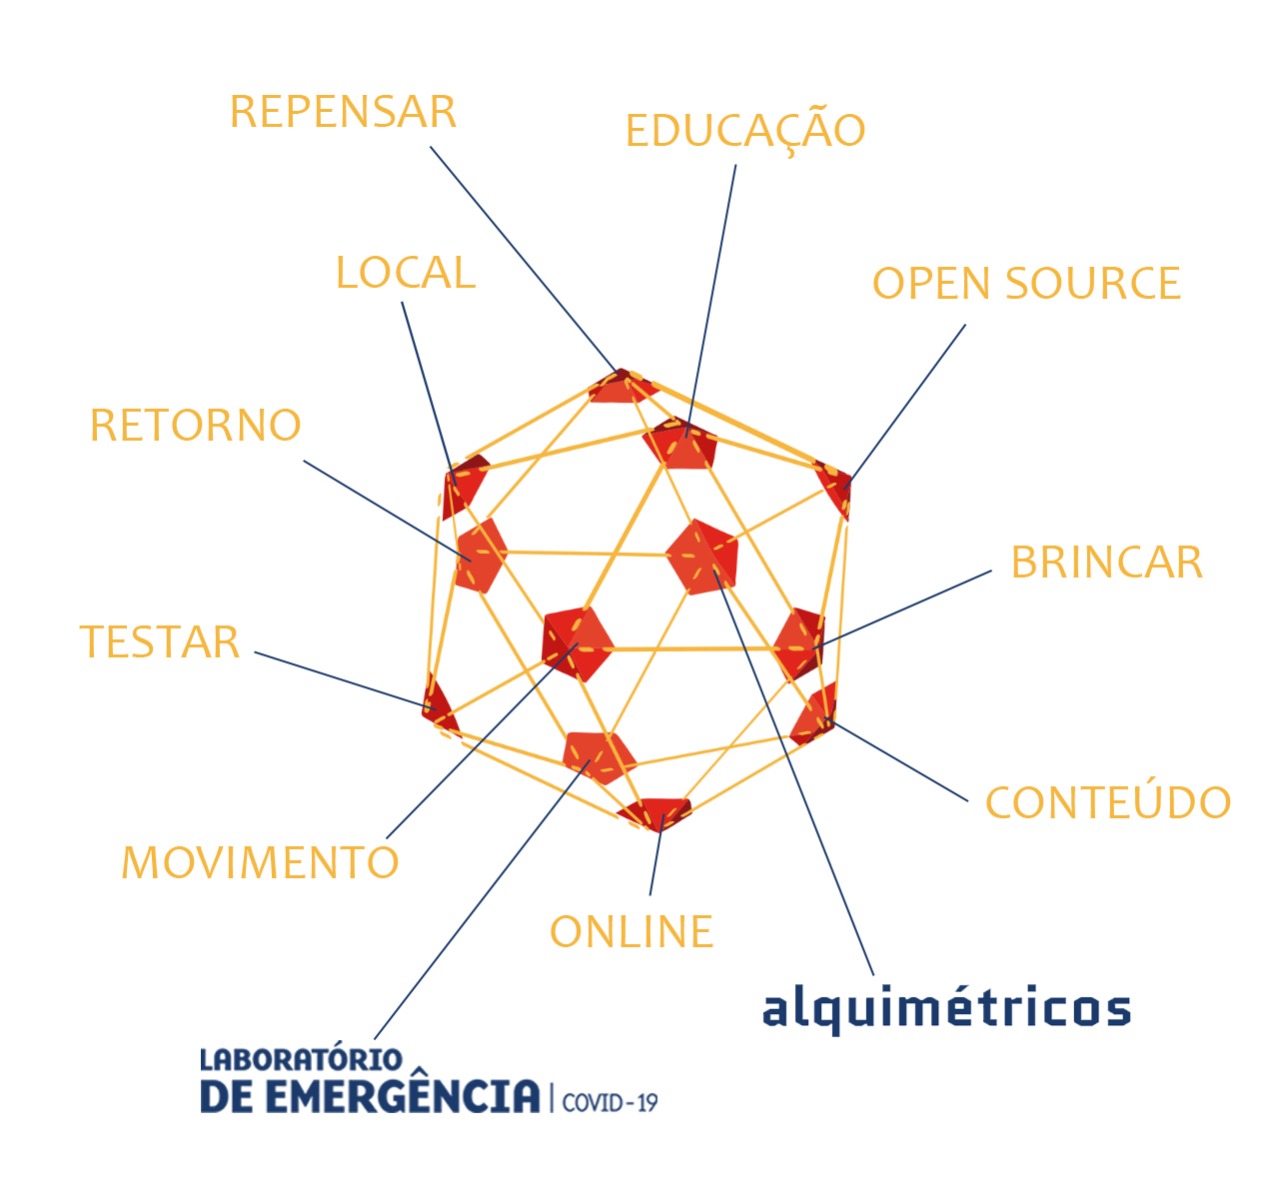 REPENSAR
EDUCAÇÃO
LOCAL
OPEN SOURCE
RETORNO
BRINCAR
TESTAR
CONTEÚDO
MOVIMENTO
ONLINE
alquimétricos
LABORATÓRIO
DE EMERGÊNCIA | COVID-19